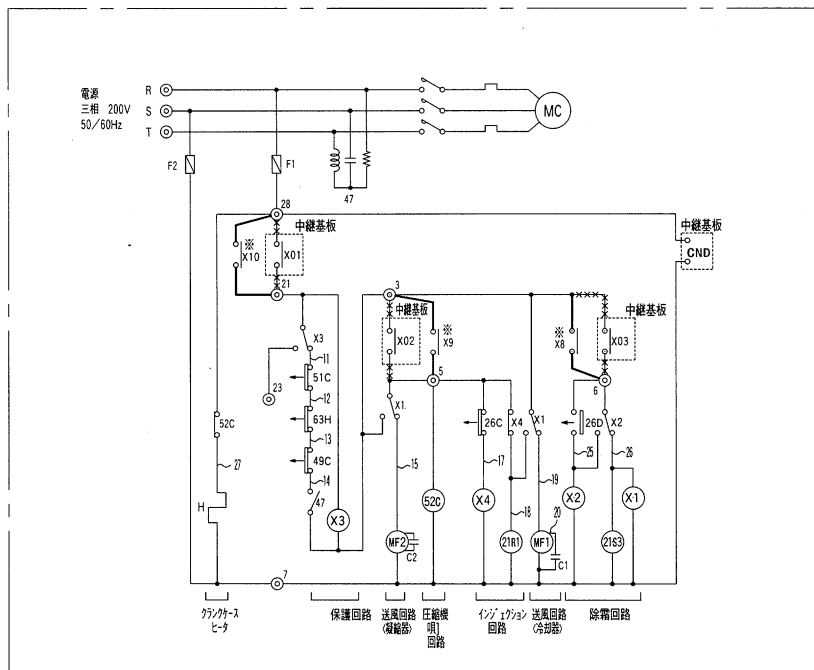 電源
三相 200V
50/60Hz
R
S
T
MC
F2
F1
47
28
中継基板
※
X10
X01
21
中継基板
CND
3
中継基板
X02
※
X9
※
X8
中継基板
X03
5
6
X3
11
51C
12
63H
13
49C
14
47
23
X3
52C
27
H
X1
15
MF2
C2
52C
26C
17
X4
X4
18
21R1
X1
19
20
MF1
C1
26D
25
X2
X2
26
21S3
X1
7
クランクケース
ヒータ
保護回路
送風回路
(凝縮器)
圧縮機
回路
インジェクション
回路
送風回路
(冷却器)
除霜回路